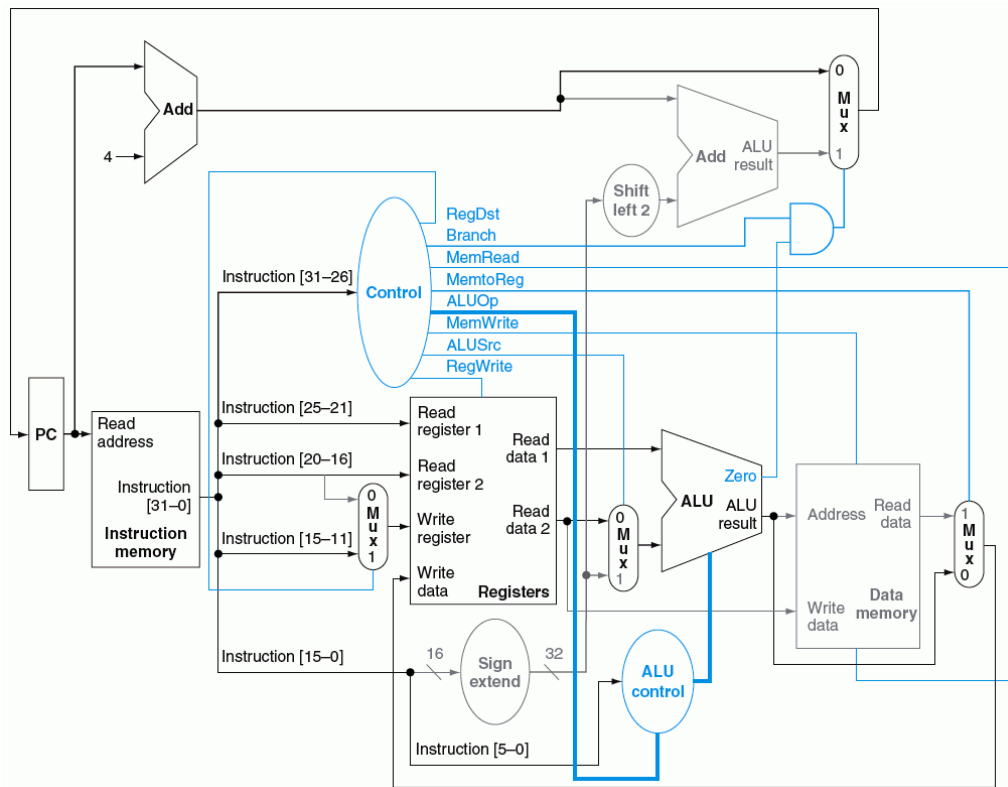 Add
4
0
M
u
x
1
Add
ALU
result
Shift
left 2
RegDst
Branch
MemRead
MemtoReg
ALUOp
MemWrite
ALUSrc
RegWrite
Control
Instruction [31–26]
Instruction [25–21]
Instruction [20–16]
Instruction [15–11]
Instruction [15–0]
Instruction [5–0]
PC
Read
address
Instruction
[31–0]
Instruction
memory
0
M
u
x
1
Read
register 1
Read
register 2
Write
register
Write
data
Read
data 1
Read
data 2
Registers
0
M
u
x
1
Zero
ALU
ALU
result
Address
Read
data
Write
data
Data
memory
1
M
u
x
0
16
Sign
extend
32
ALU
control